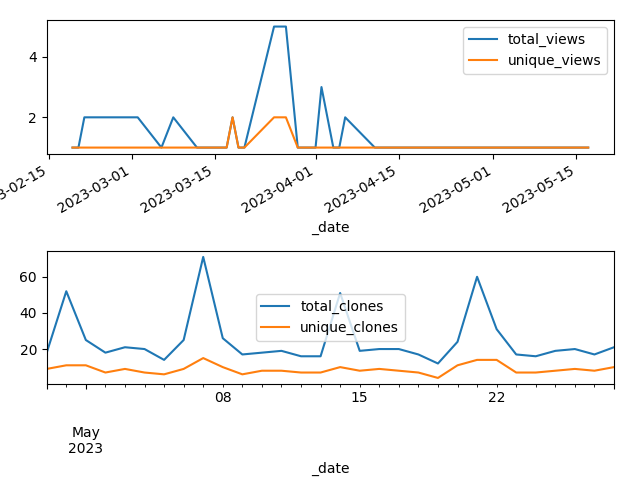 total_views
unique_views
4
2
2023-03-01
2023-03-15
2023-04-01
2023-04-15
2023-05-01
2023-05-15
3-02-15
_date
total_clones
unique_clones
60
40
20
08
15
22
May
2023
_date